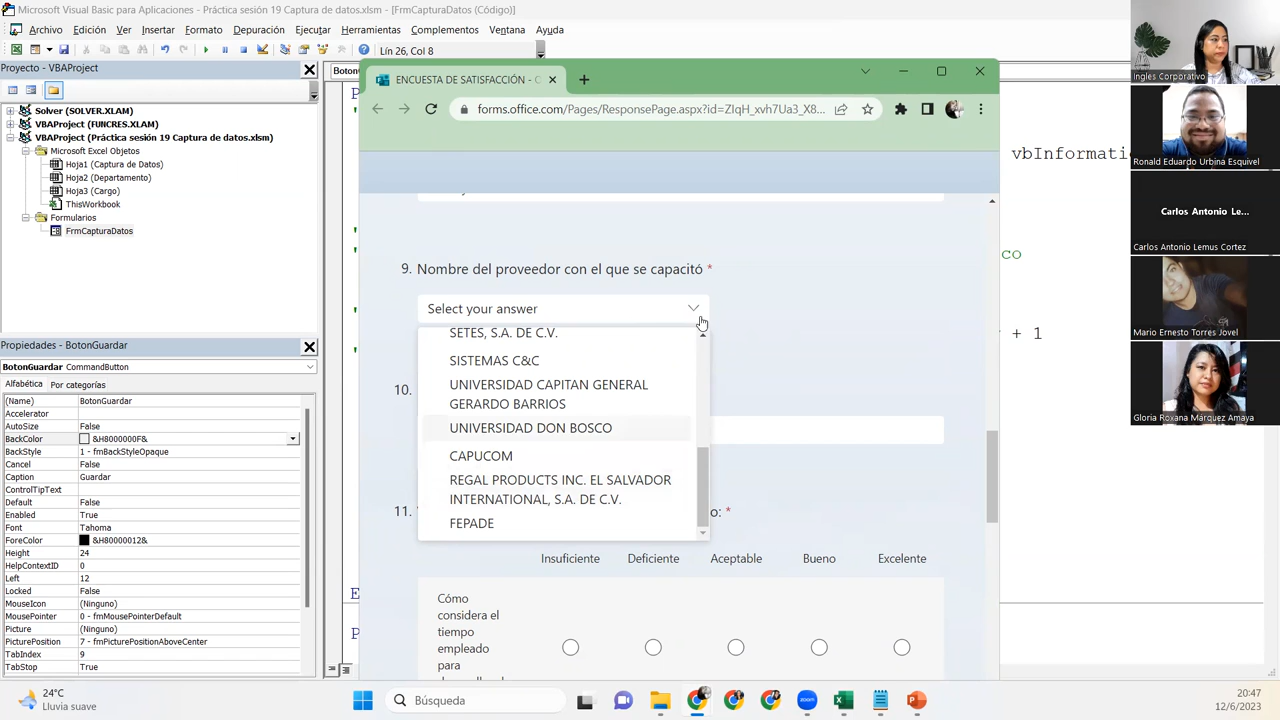 Microsoft Visual Basic para Aplicaciones - Práctica sesión 19 Captura de datos.xlsm - [FrmCapturaDatos (Código)]
Archivo Edición Ver Insertar Formato Depuración Ejecutar Herramientas Complementos Ventana Ayuda
Lín 26, Col 8
Proyecto - VBAProject
Solver (SOLVER.XLAM)
VBAProject (FUNCRES.XLAM)
VBAProject (Práctica sesión 19 Captura de datos.xlsm)
Microsoft Excel Objetos
Hoja1 (Captura de Datos)
Hoja2 (Departamento)
Hoja3 (Cargo)
ThisWorkbook
Formularios
FrmCapturaDatos
Propiedades - BotonGuardar
BotonGuardar CommandButton
Alfabética Por categorías
(Name) BotonGuardar
Accelerator
AutoSize False
BackColor &H8000000F&
BackStyle 1 - fmBackStyleOpaque
Cancel False
Caption Guardar
ControlTipText
Default False
Enabled True
Font Tahoma
ForeColor &H80000012&
Height 24
HelpContextID 0
Left 12
Locked False
MouseIcon (Ninguno)
MousePointer 0 - fmMousePointerDefault
Picture (Ninguno)
PicturePosition 7 - fmPicturePositionAboveCenter
TabIndex 9
TabStop True
ENCUESTA DE SATISFACCIÓN - C
forms.office.com/Pages/ResponsePage.aspx?id=ZIqH_xvh7Ua3_X8...
vbInformati
co
+ 1
9. Nombre del proveedor con el que se capacitó *
Select your answer
SETES, S.A. DE C.V.
SISTEMAS C&C
UNIVERSIDAD CAPITAN GENERAL
GERARDO BARRIOS
UNIVERSIDAD DON BOSCO
CAPUCOM
REGAL PRODUCTS INC. EL SALVADOR
INTERNATIONAL, S.A. DE C.V.
FEPADE
10.
11.
o: *
Insuficiente Deficiente Aceptable Bueno Excelente
Cómo
considera el
tiempo
empleado
para
Ingles Corporativo
Ronald Eduardo Urbina Esquivel
Carlos Antonio Le...
Carlos Antonio Lemus Cortez
Mario Ernesto Torres Jovel
Gloria Roxana Márquez Amaya
24°C
Lluvia suave
Búsqueda
20:47
12/6/2023